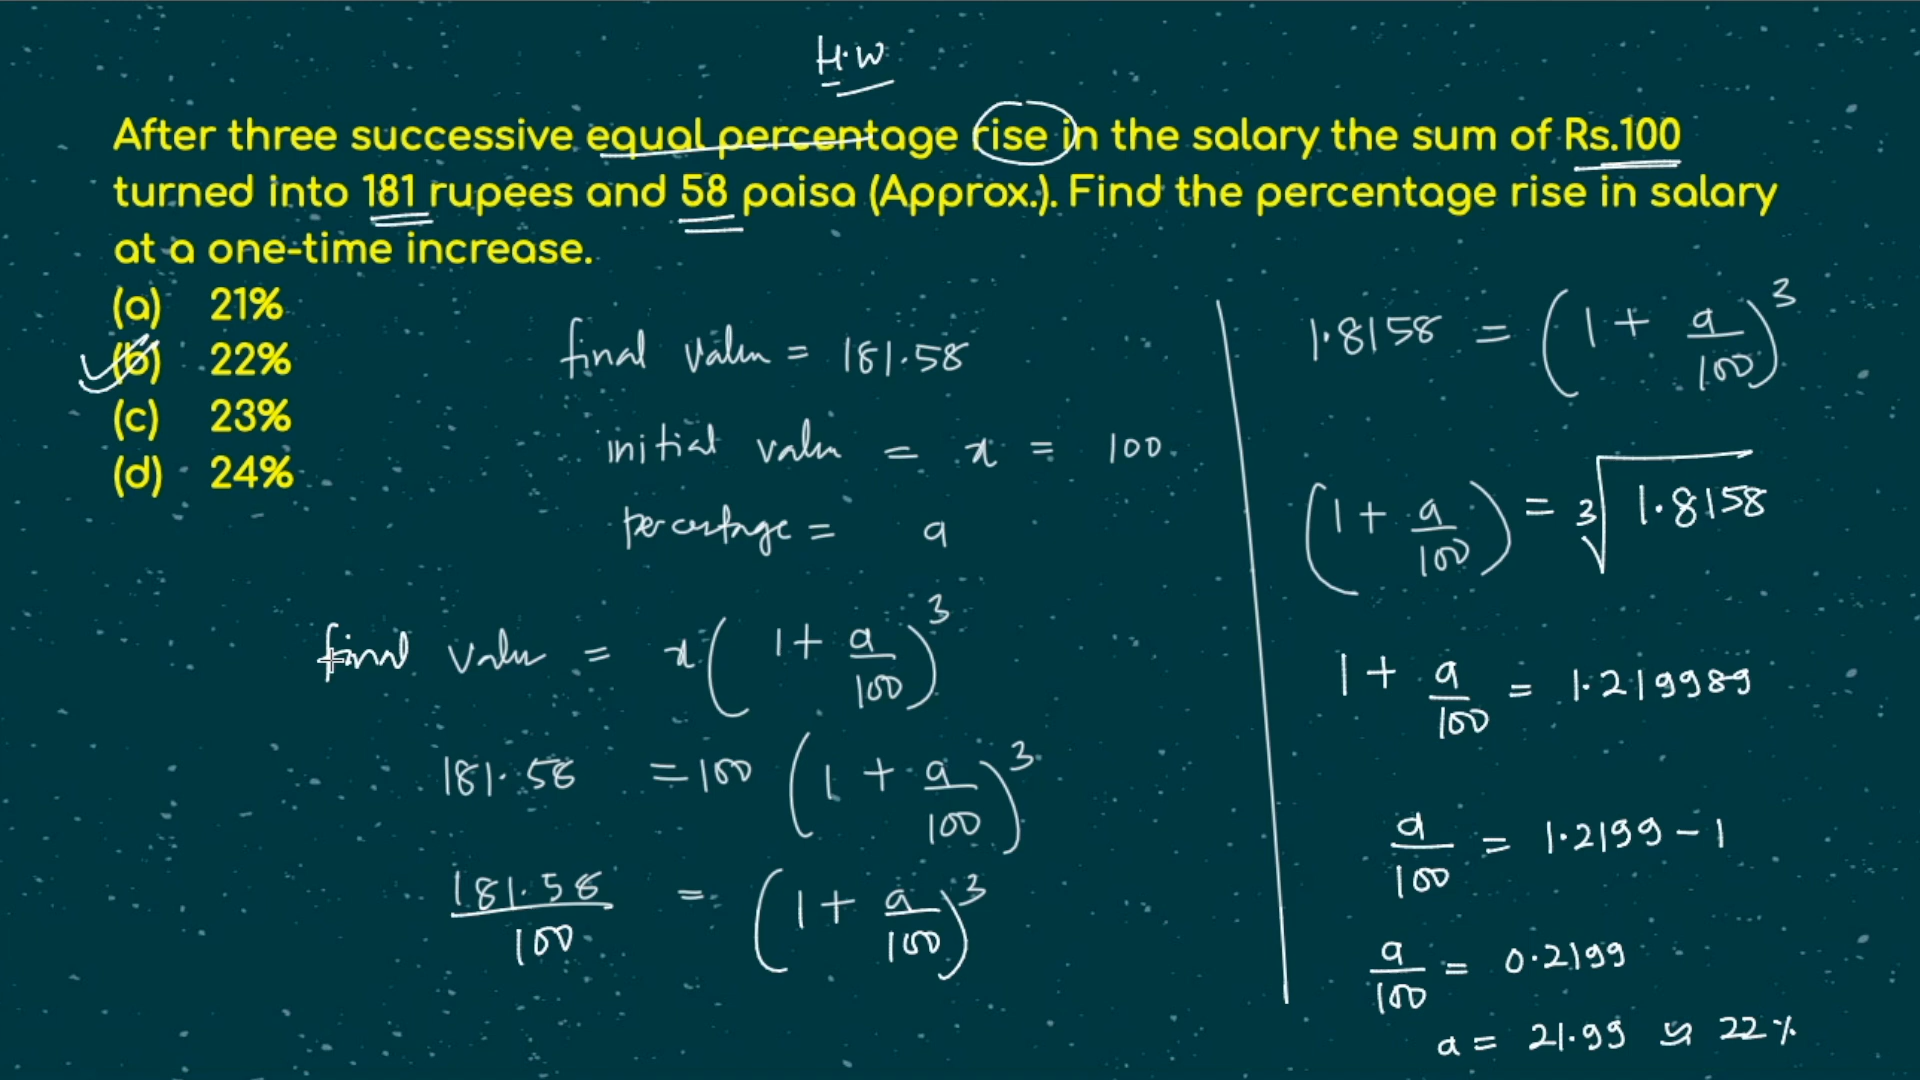 H.W
After three successive equal percentage rise in the salary the sum of Rs.100
turned into 181 rupees and 58 paisa (Approx.). Find the percentage rise in salary
at a one-time increase.
(a) 21%
(b) 22%
(c) 23%
(d) 24%
final value = 181.58
initial value = x = 100
percentage = a
final value = x(1 + a/100)^3
181.58 = 100 (1 + a/100)^3
181.58/100 = (1 + a/100)^3
1.8158 = (1 + a/100)^3
(1 + a/100) = ∛1.8158
1 + a/100 = 1.219989
a/100 = 1.2199 - 1
a/100 = 0.2199
a = 21.99 ≈ 22%